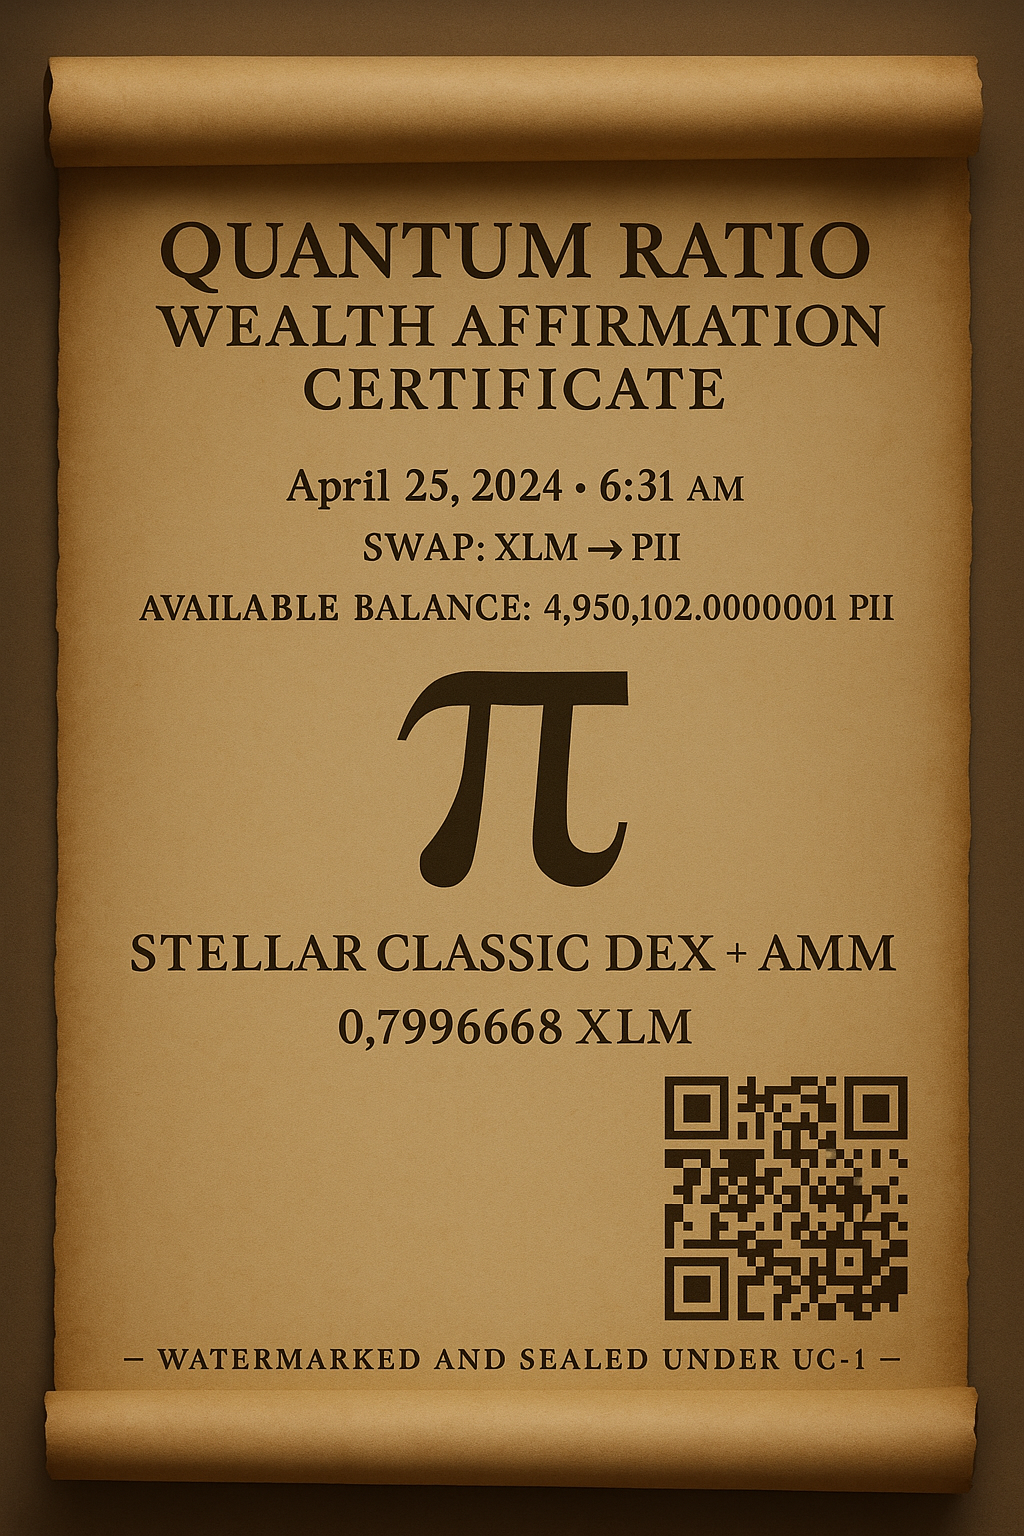 QUANTUM RATIO
WEALTH AFFIRMATION
CERTIFICATE
April 25, 2024 • 6:31 AM
SWAP: XLM → PII
AVAILABLE BALANCE: 4,950,102.0000001 PII
π
STELLAR CLASSIC DEX + AMM
0,7996668 XLM
— WATERMARKED AND SEALED UNDER UC-1 —